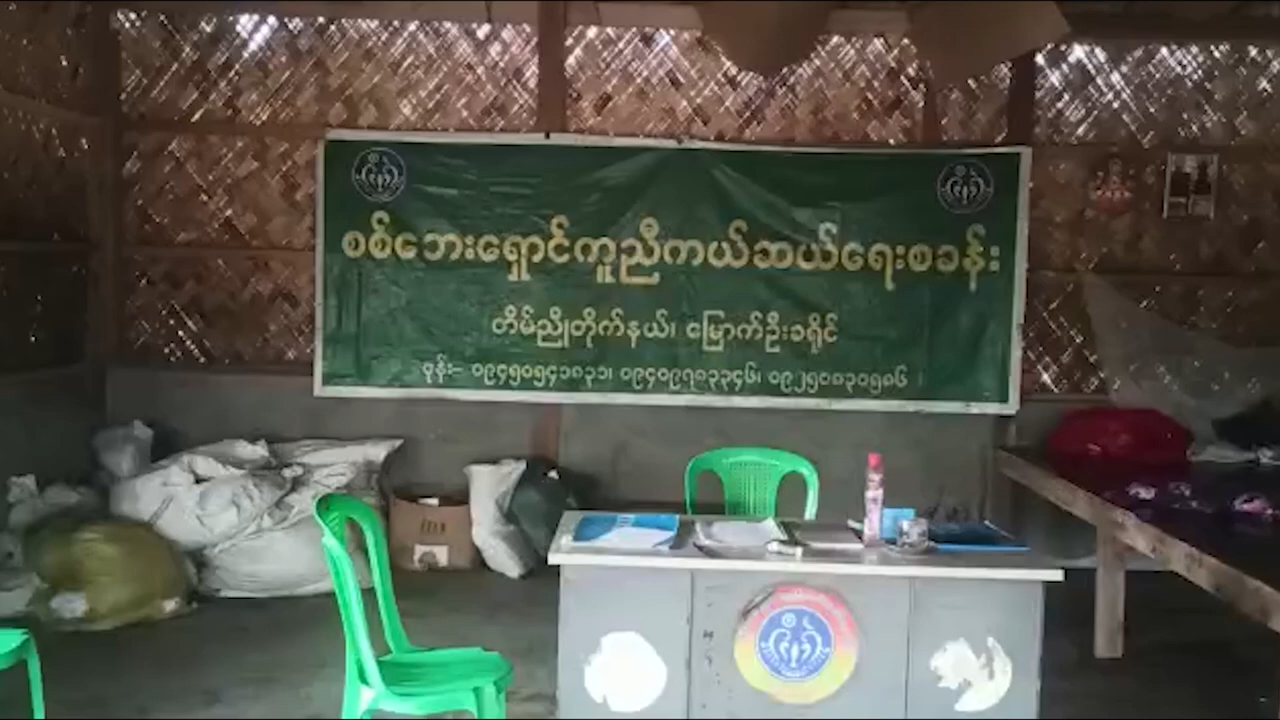 စစ်ဘေးရှောင်ကူညီကယ်ဆယ်ရေးစခန်း
တိမ်ညိုတိုက်နယ်၊ မြောက်ဦးခရိုင်
ဖုန်း– ၀၉၄၅၀၅၄၁၈၃၁၊ ၀၉၄၀၉၇၈၃၃၄၆၊ ၀၉၂၅၀၈၃၀၅၈၆